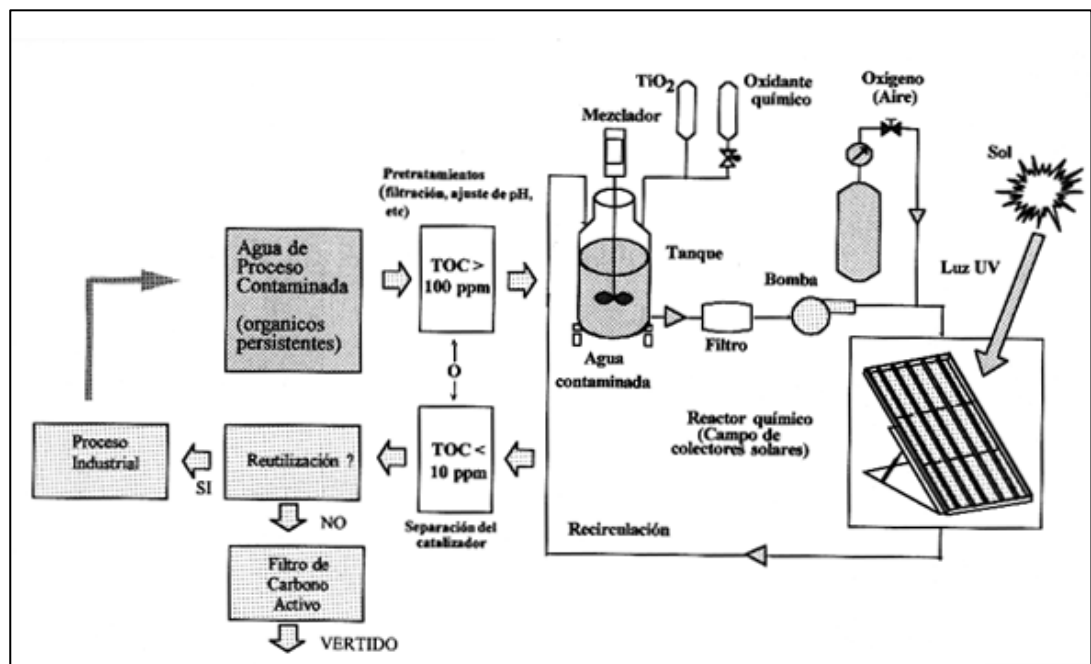 TiO2
Oxidante
químico
Mezclador
Oxigeno
(Aire)
Sol
Luz UV
Pretratamientos
(filtración, ajuste de pH,
etc)
Agua de
Proceso
Contaminada
(organicos
persistentes)
TOC >
100 ppm
Tanque
Bomba
Filtro
Agua
contaminada
O
Reactor químico
(Campo de
colectores solares)
Proceso
Industrial
SI
Reutilización ?
TOC <
10 ppm
NO
Separación del
catalizador
Recirculación
Filtro de
Carbono
Activo
VERTIDO